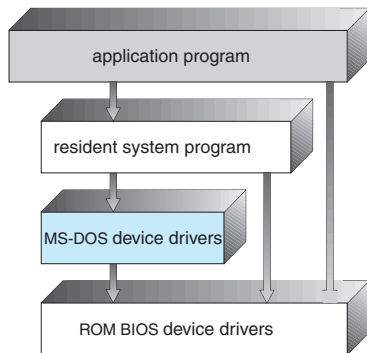 application program
resident system program
MS-DOS device drivers
ROM BIOS device drivers